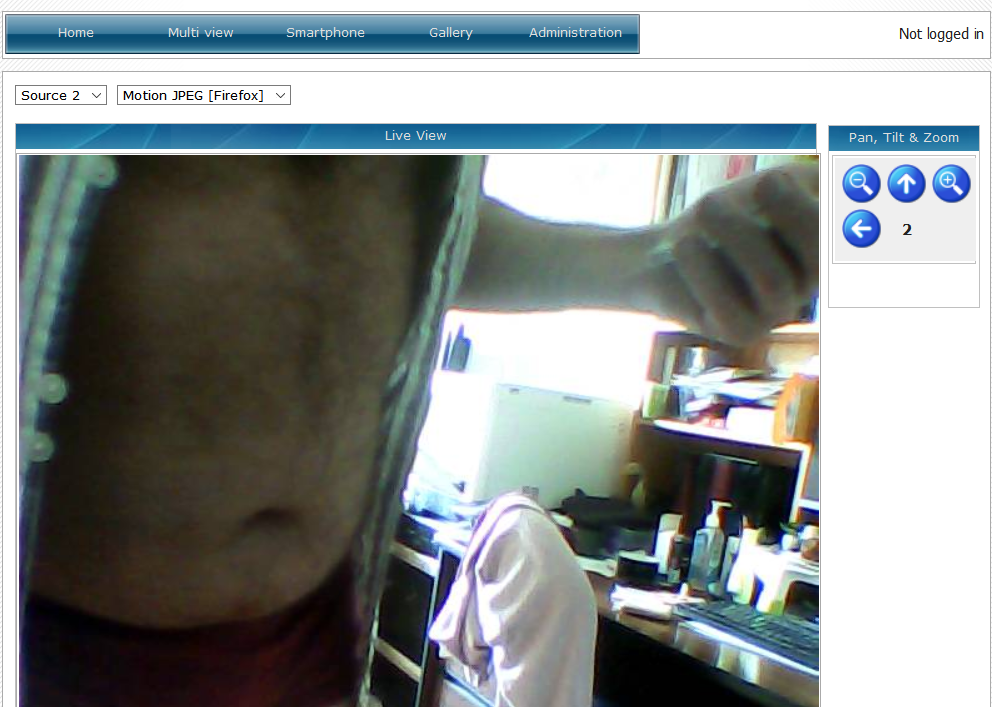 Home Multi view Smartphone Gallery Administration Not logged in
Source 2 Motion JPEG [Firefox]
Live View
Pan, Tilt & Zoom
2